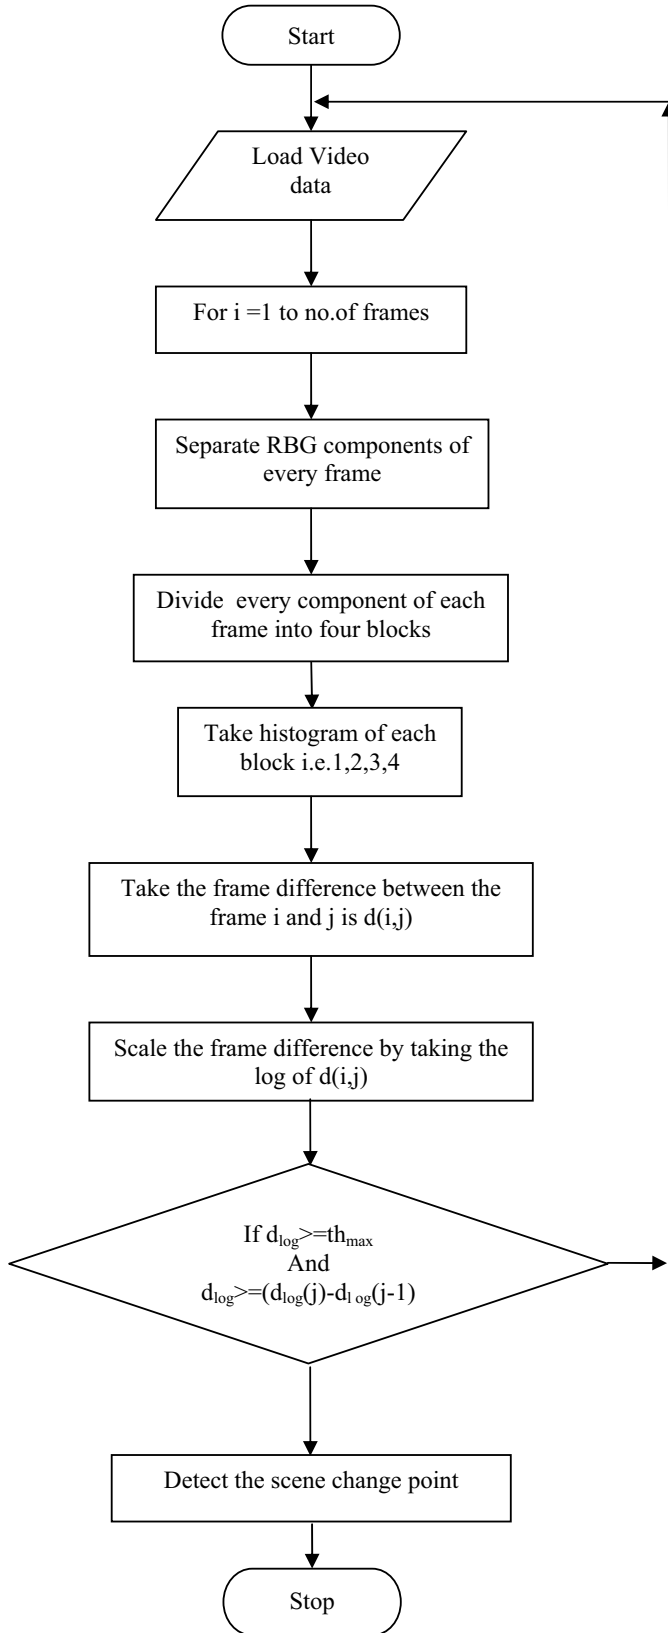 Start
Load Video
data
For i =1 to no.of frames
Separate RBG components of
every frame
Divide  every component of each
frame into four blocks
Take histogram of each
block i.e.1,2,3,4
Take the frame difference between the
frame i and j is d(i,j)
Scale the frame difference by taking the
log of d(i,j)
If dlog>=thmax
And
dlog>=(dlog(j)-dl og(j-1)
Detect the scene change point
Stop